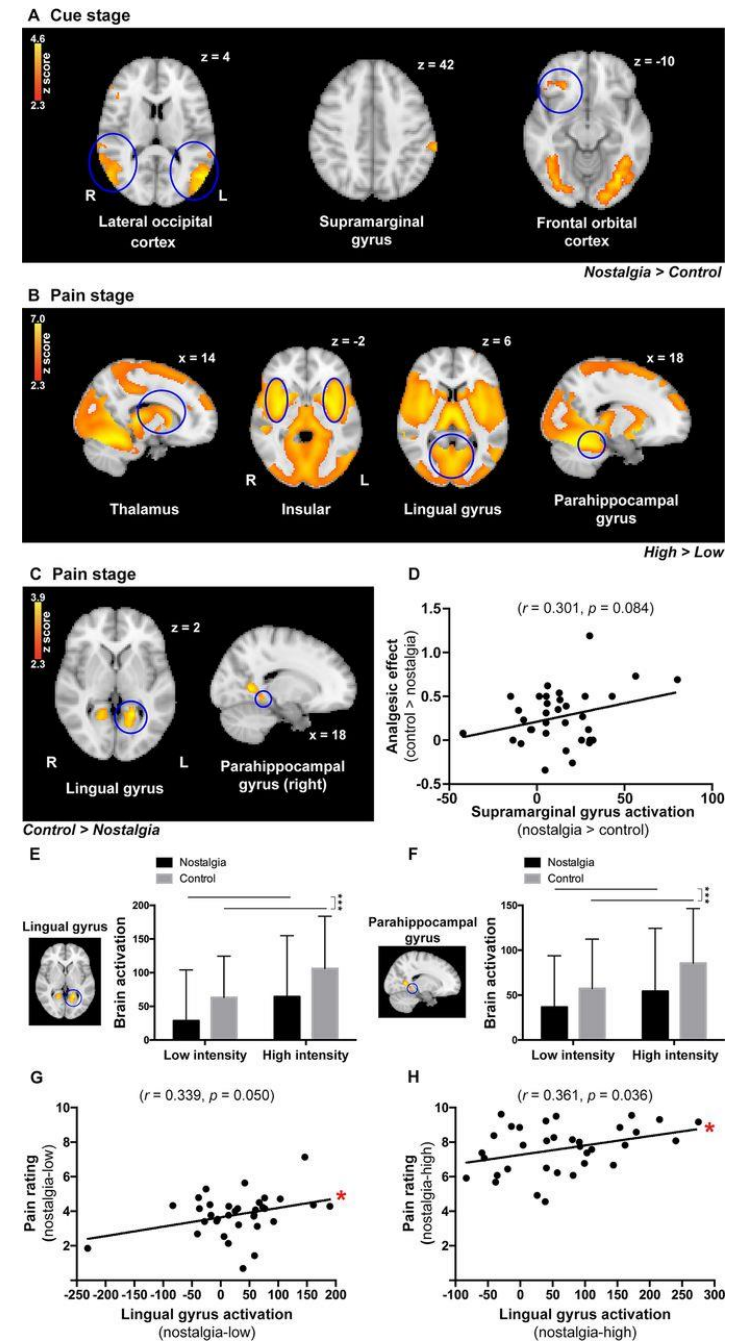 A Cue stage
4.6
z score
2.3
z = 4
z = 42
z = -10
R
L
Lateral occipital
cortex
Supramarginal
gyrus
Frontal orbital
cortex
Nostalgia > Control
B Pain stage
7.0
z score
2.3
x = 14
z = -2
z = 6
x = 18
R
L
Thalamus
Insular
Lingual gyrus
Parahippocampal
gyrus
High > Low
C Pain stage
3.9
z score
2.3
z = 2
x = 18
R
L
Lingual gyrus
Parahippocampal
gyrus (right)
Control > Nostalgia
D
(r = 0.301, p = 0.084)
Analgesic effect
(control > nostalgia)
1.5
1.0
0.5
0
-0.5
-50
0
50
100
Supramarginal gyrus activation
(nostalgia > control)
E
Nostalgia
Control
Lingual gyrus
Brain activation
200
150
100
50
0
***
Low intensity
High intensity
F
Nostalgia
Control
Parahippocampal
gyrus
Brain activation
150
100
50
0
***
Low intensity
High intensity
G
(r = 0.339, p = 0.050)
Pain rating
(nostalgia-low)
10
8
6
4
2
*
-250 -200 -150 -100 -50 0 50 100 150 200
Lingual gyrus activation
(nostalgia-low)
H
(r = 0.361, p = 0.036)
Pain rating
(nostalgia-high)
10
8
6
4
2
*
-100 -50 0 50 100 150 200 250 300
Lingual gyrus activation
(nostalgia-high)